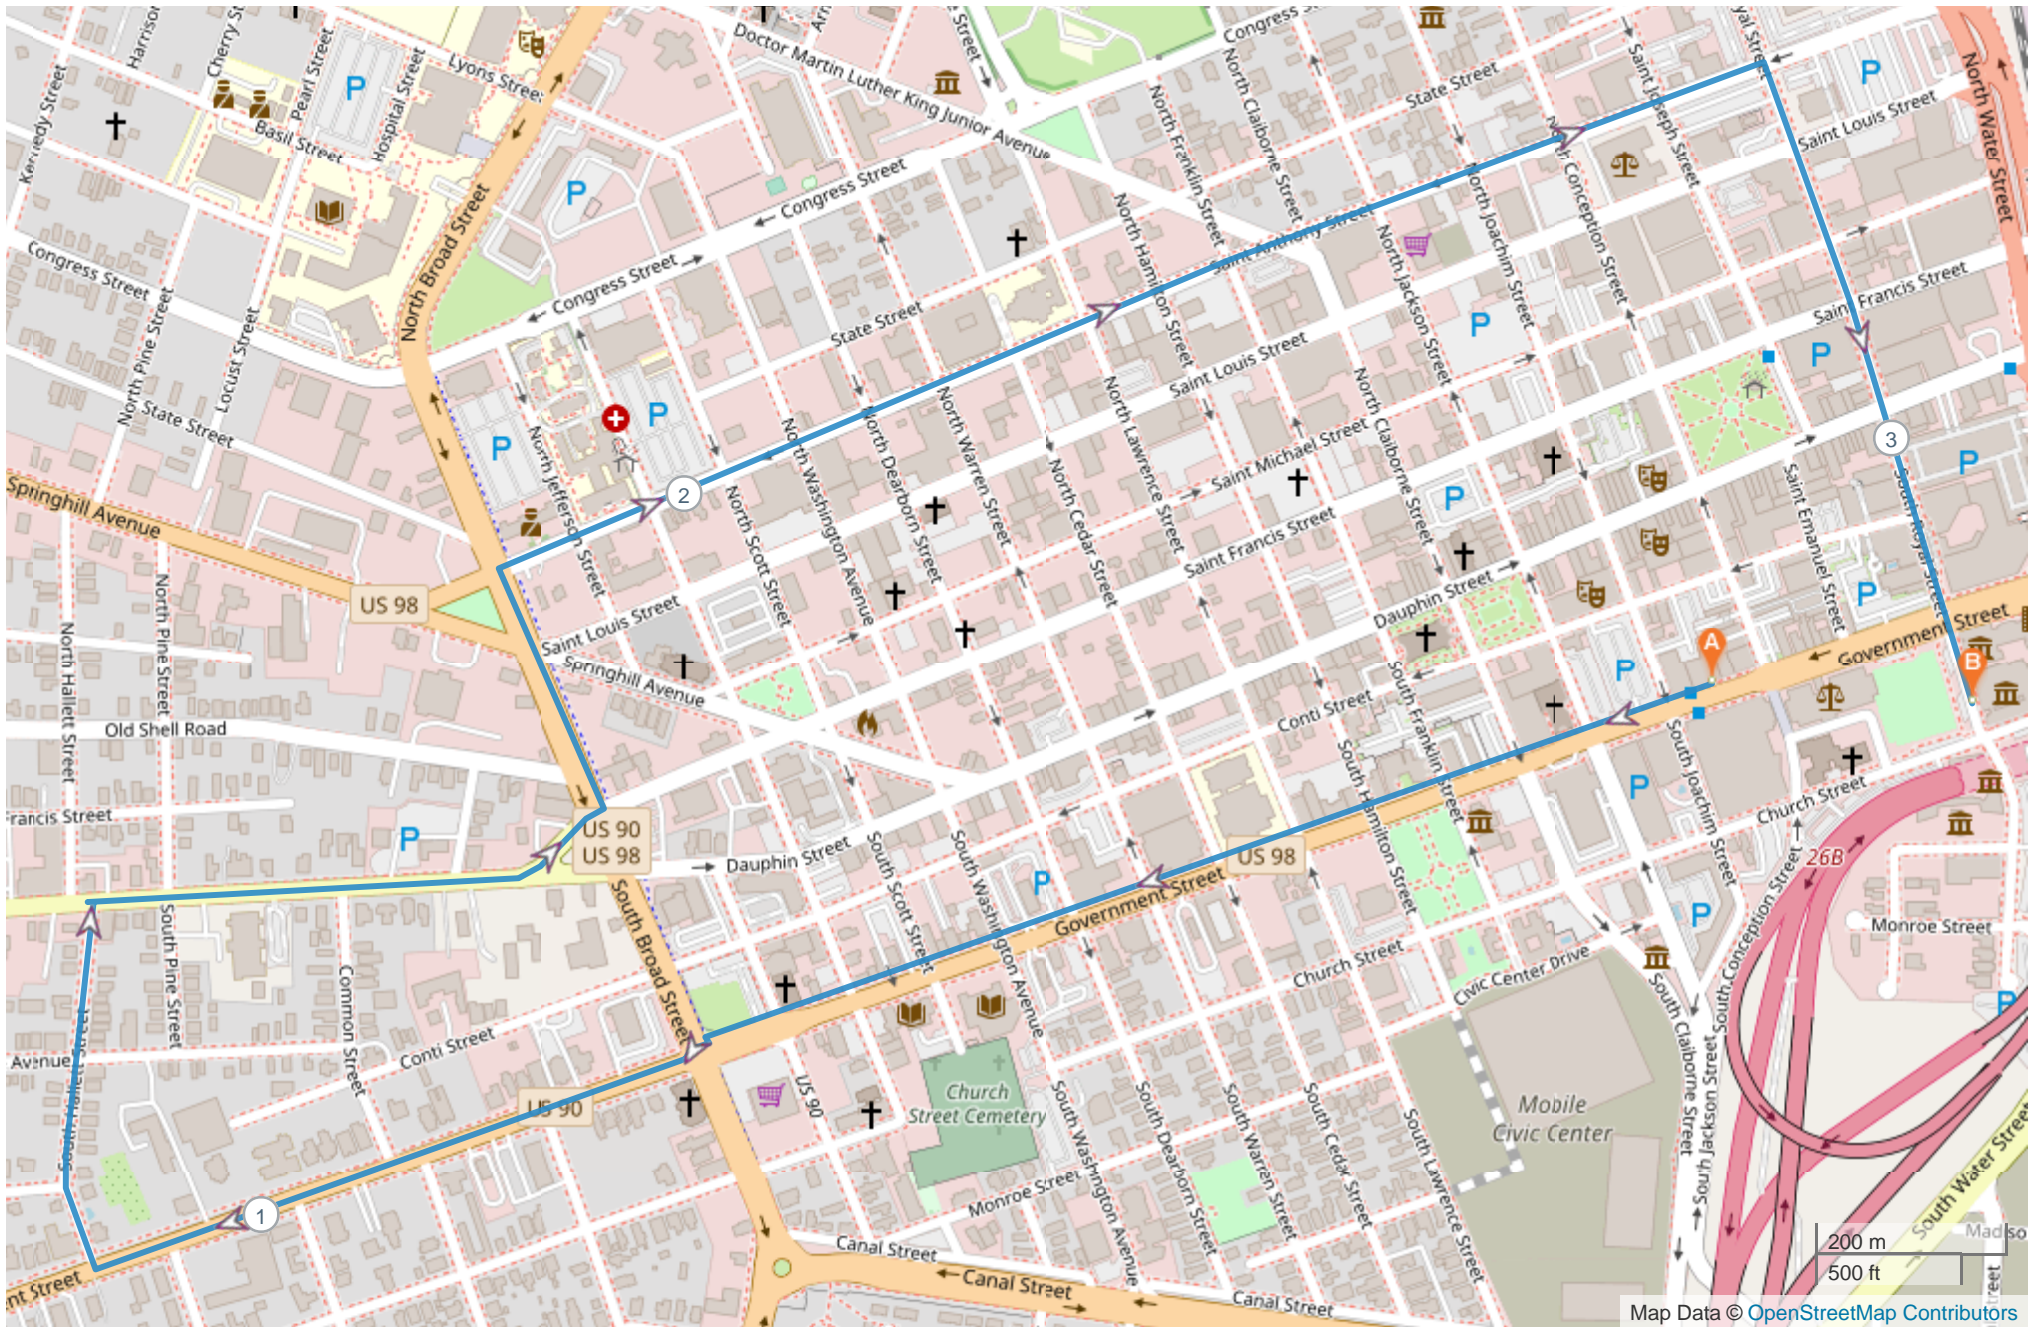 Harrison
Cherry St
Pearl Street
Lyons Street
Doctor Martin Luther King Junior Avenue
Congress S
yal Street
North Water Street
Kennedy Street
Basil Street
Hospital Street
P
P
P
State Street
Saint Joseph Street
Saint Louis Street
North Franklin Street
North Claiborne Street
Congress Street
North Broad Street
North Hamilton Street
North Joachim Street
North Conception Street
Saint Anthony Street
Congress Street
Congress Street
North Jackson Street
Saint Francis Street
North Pine Street
Locust Street
State Street
State Street
Saint Louis Street
P
P
P
P
P
North Jefferson Street
2
North Washington Avenue
North Dearborn Street
North Warren Street
North Cedar Street
North Lawrence Street
North Claiborne Street
Saint Michael Street
Saint Francis Street
3
P
P
Springhill Avenue
North Scott Street
Saint Emanuel Street
South Royal Street
US 98
Saint Louis Street
Springhill Avenue
Dauphin Street
Government Street
North Hallett Street
North Pine Street
Old Shell Road
A
B
P
P
Conti Street
South Franklin Street
South Hamilton Street
South Joachim Street
Church Street
P
rancis Street
P
US 90
US 98
Dauphin Street
US 98
26B
South Scott Street
South Washington Avenue
P
Government Street
South Broad Street
South Pine Street
Common Street
P
Monroe Street
Church Street
Civic Center Drive
South Conception Street
South Claiborne Street
South Jackson Street
P
Avenue
Conti Street
South Hallett Street
US 90
US 90
Church
Street Cemetery
Mobile
Civic Center
South Washington Avenue
South Dearborn Street
South Warren Street
South Cedar Street
South Lawrence Street
Monroe Street
1
nt Street
Canal Street
Canal Street
Canal Street
South Water Street
Madiso
treet
200 m
500 ft
Map Data © OpenStreetMap Contributors